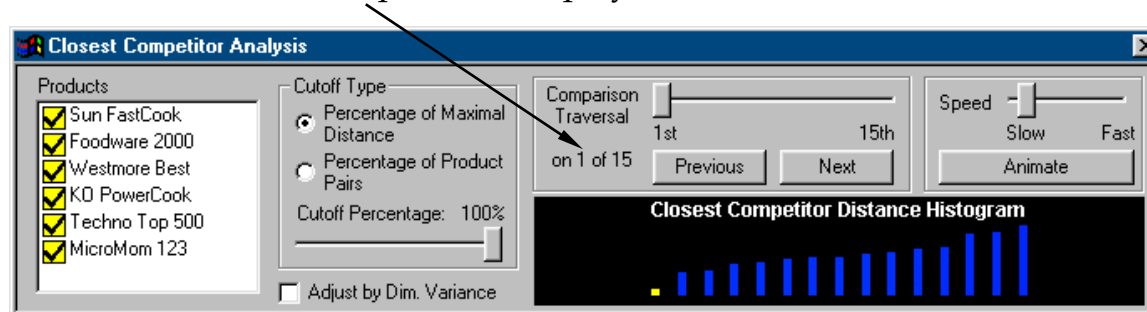 Closest Competitor Analysis
Products
Sun FastCook
Foodware 2000
Westmore Best
KO PowerCook
Techno Top 500
MicroMom 123
Cutoff Type
Percentage of Maximal
Distance
Percentage of Product
Pairs
Cutoff Percentage: 100%
Adjust by Dim. Variance
Comparison
Traversal
1st 15th
on 1 of 15
Previous Next
Speed
Slow Fast
Animate
Closest Competitor Distance Histogram